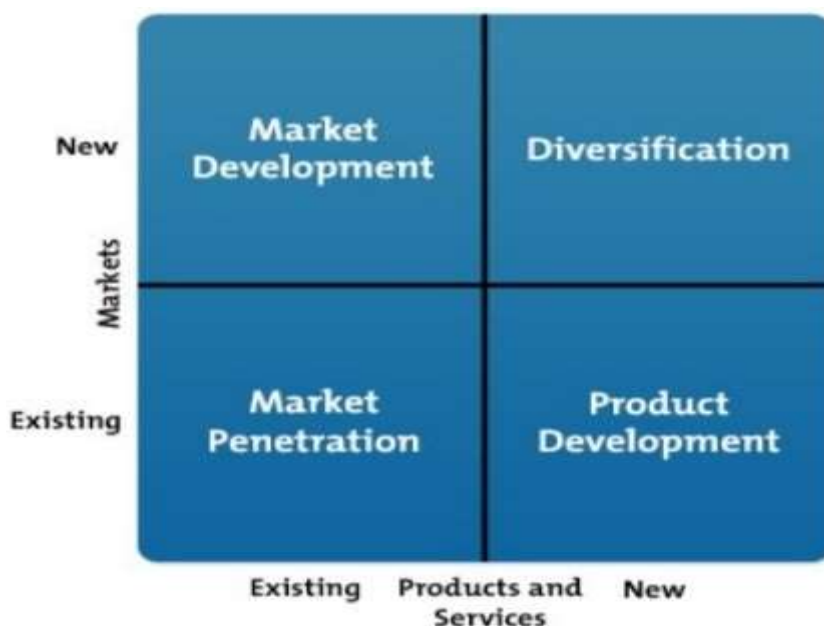 New
Market
Development
Diversification
Markets
Existing
Market
Penetration
Product
Development
Existing
Products and
Services
New